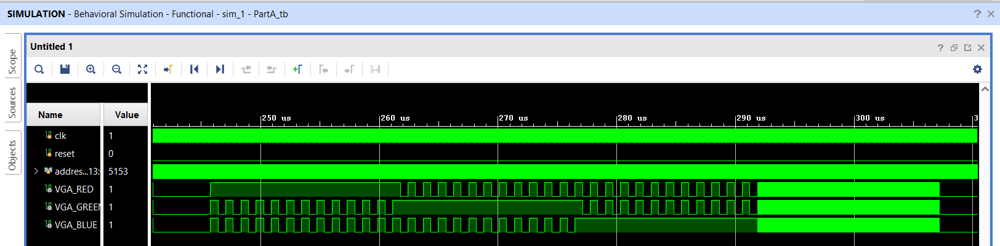 SIMULATION - Behavioral Simulation - Functional - sim_1 - PartA_tb
? ×
Scope
Sources
Objects
Untitled 1
Name Value
250 us 260 us 270 us 280 us 290 us 300 us 3
clk 1
reset 0
addres...13: 5153
VGA_RED 1
VGA_GREEN 1
VGA_BLUE 1